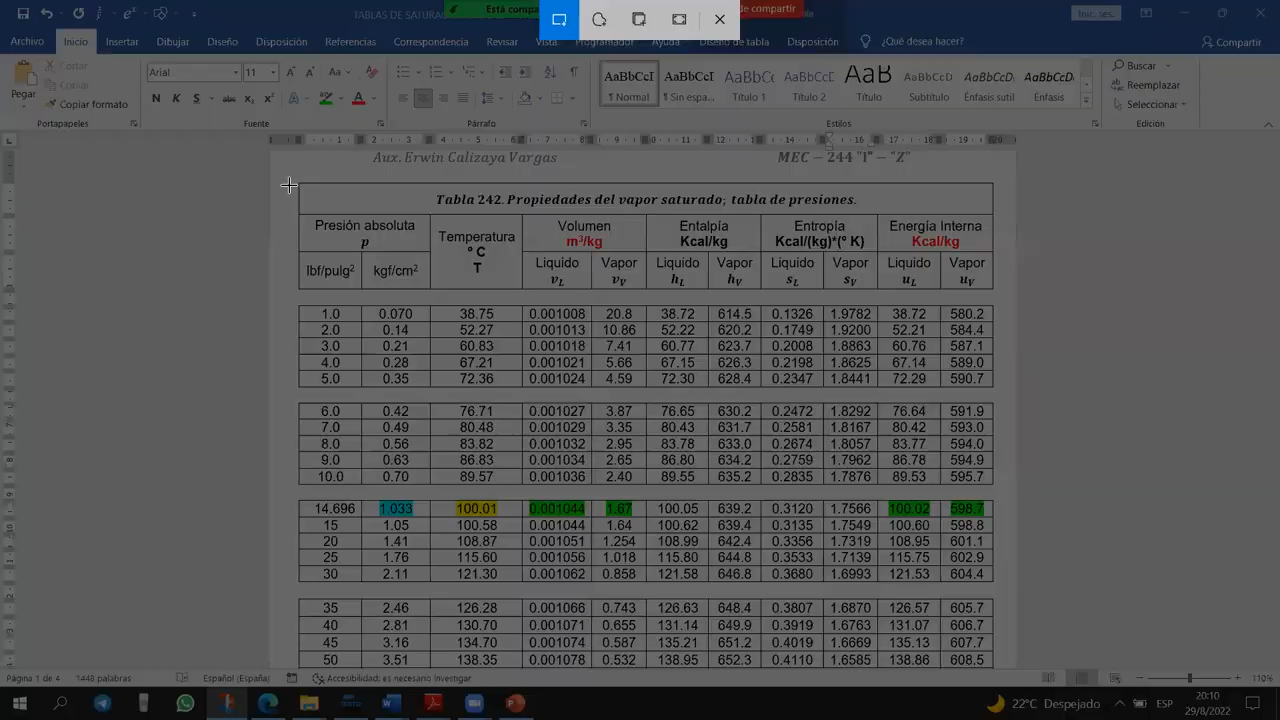 TABLAS DE SATURA
Está compar
de compartir
Inic. ses.
Archivo Inicio Insertar Dibujar Diseño Disposición Referencias Correspondencia Revisar Vista Programador Ayuda Diseño de tabla Disposición ¿Qué desea hacer? Compartir
Pegar
Cortar
Copiar
Copiar formato
Arial 11
N K S abc x₂ x²
AaBbCcI ¶ Normal
AaBbCcI ¶ Sin espa...
AaBbCc Título 1
AaBbCcI Título 2
AaB Título
AaBbCcD Subtítulo
AaBbCcDc Énfasis sutil
AaBbCcDc Énfasis
Buscar
Reemplazar
Seleccionar
Portapapeles Fuente Párrafo Estilos Edición
Aux. Erwin Calizaya Vargas MEC – 244 "I" – "Z"
Tabla 242. Propiedades del vapor saturado; tabla de presiones.
Presión absoluta p
lbf/pulg² kgf/cm²
Temperatura ° C T
Volumen m³/kg
Liquido v_L Vapor v_V
Entalpía Kcal/kg
Liquido h_L Vapor h_V
Entropía Kcal/(kg)*(° K)
Liquido s_L Vapor s_V
Energía Interna Kcal/kg
Liquido u_L Vapor u_V
1.0 0.070 38.75 0.001008 20.8 38.72 614.5 0.1326 1.9782 38.72 580.2
2.0 0.14 52.27 0.001013 10.86 52.22 620.2 0.1749 1.9200 52.21 584.4
3.0 0.21 60.83 0.001018 7.41 60.77 623.7 0.2008 1.8863 60.76 587.1
4.0 0.28 67.21 0.001021 5.66 67.15 626.3 0.2198 1.8625 67.14 589.0
5.0 0.35 72.36 0.001024 4.59 72.30 628.4 0.2347 1.8441 72.29 590.7
6.0 0.42 76.71 0.001027 3.87 76.65 630.2 0.2472 1.8292 76.64 591.9
7.0 0.49 80.48 0.001029 3.35 80.43 631.7 0.2581 1.8167 80.42 593.0
8.0 0.56 83.82 0.001032 2.95 83.78 633.0 0.2674 1.8057 83.77 594.0
9.0 0.63 86.83 0.001034 2.65 86.80 634.2 0.2759 1.7962 86.78 594.9
10.0 0.70 89.57 0.001036 2.40 89.55 635.2 0.2835 1.7876 89.53 595.7
14.696 1.033 100.01 0.001044 1.67 100.05 639.2 0.3120 1.7566 100.02 598.7
15 1.05 100.58 0.001044 1.64 100.62 639.4 0.3135 1.7549 100.60 598.8
20 1.41 108.87 0.001051 1.254 108.99 642.4 0.3356 1.7319 108.95 601.1
25 1.76 115.60 0.001056 1.018 115.80 644.8 0.3533 1.7139 115.75 602.9
30 2.11 121.30 0.001062 0.858 121.58 646.8 0.3680 1.6993 121.53 604.4
35 2.46 126.28 0.001066 0.743 126.63 648.4 0.3807 1.6870 126.57 605.7
40 2.81 130.70 0.001071 0.655 131.14 649.9 0.3919 1.6763 131.07 606.7
45 3.16 134.70 0.001074 0.587 135.21 651.2 0.4019 1.6669 135.13 607.7
50 3.51 138.35 0.001078 0.532 138.95 652.3 0.4110 1.6585 138.86 608.5
Página 1 de 4 1448 palabras Español (España) Accesibilidad: es necesario investigar 110%
22°C Despejado ESP 20:10
29/8/2022